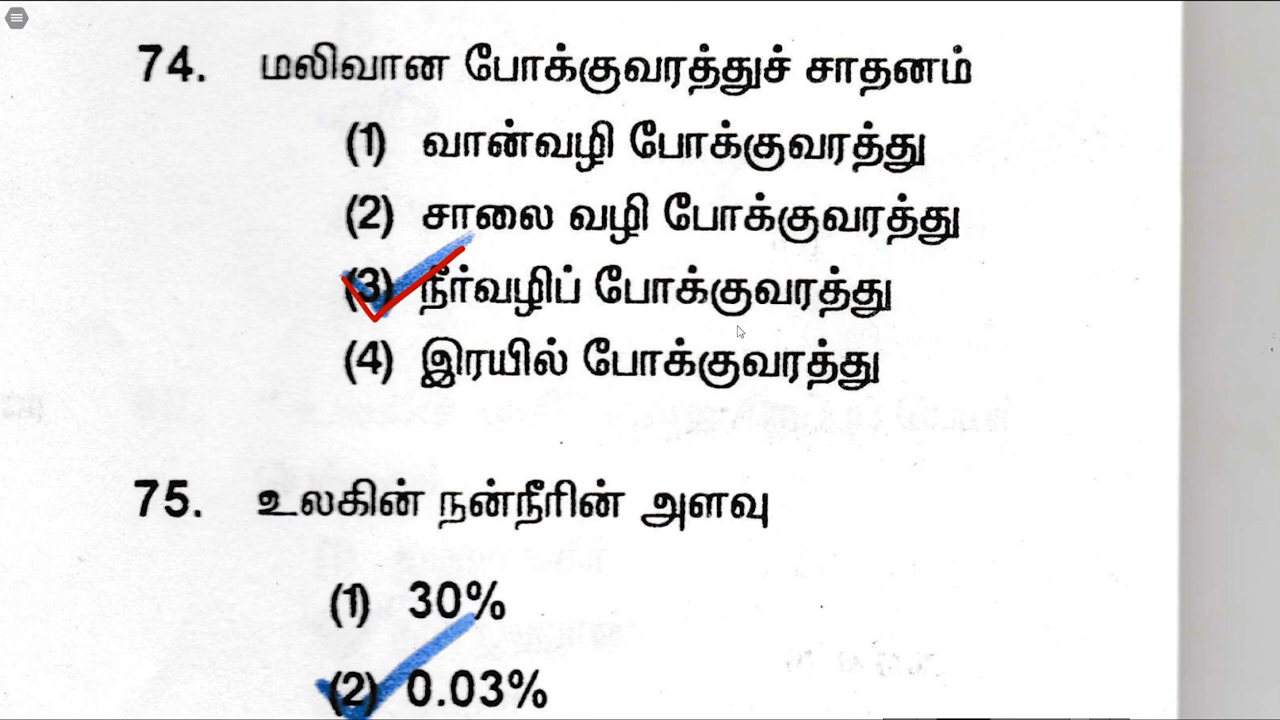 74. மலிவான போக்குவரத்துச் சாதனம்
(1) வான்வழி போக்குவரத்து
(2) சாலை வழி போக்குவரத்து
(3) நீர்வழிப் போக்குவரத்து
(4) இரயில் போக்குவரத்து
75. உலகின் நன்நீரின் அளவு
(1) 30%
(2) 0.03%